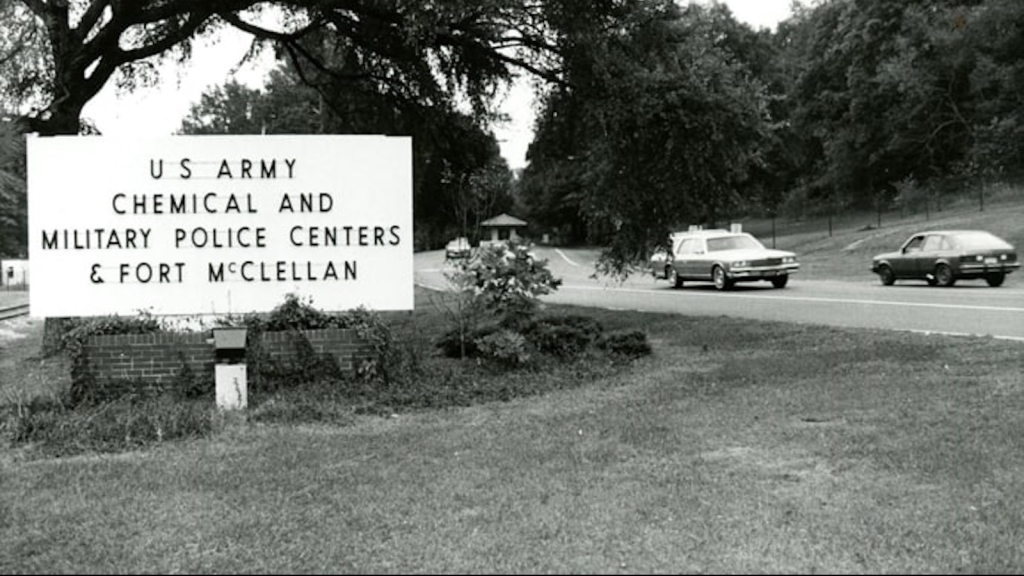 U S ARMY
CHEMICAL AND
MILITARY POLICE CENTERS
& FORT McCLELLAN